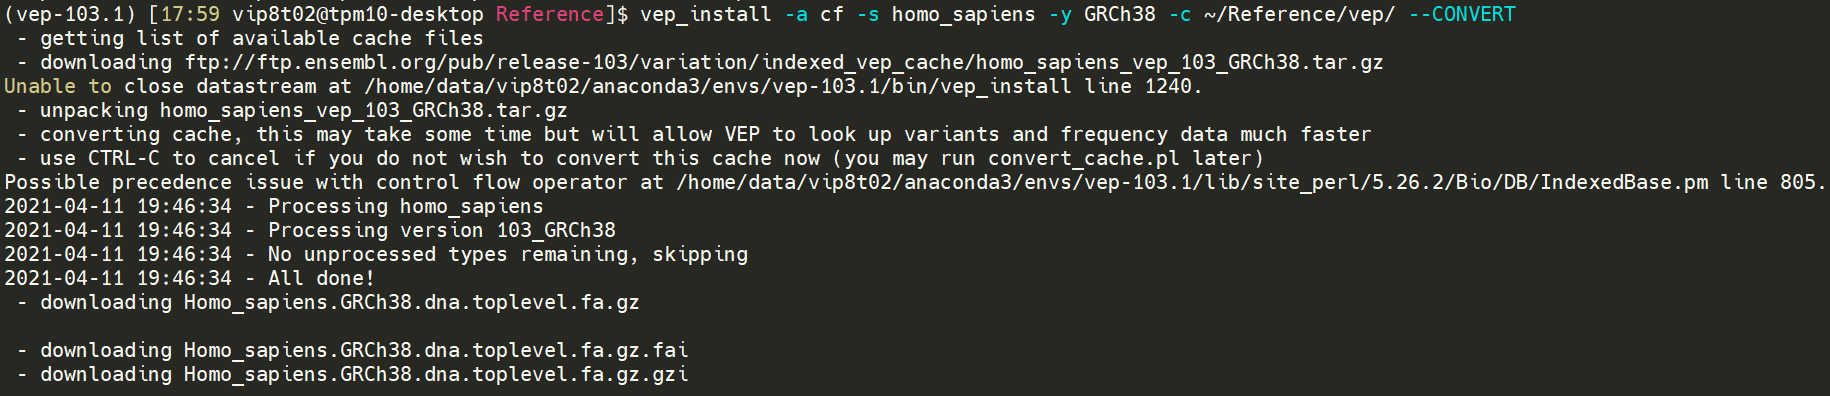 (vep-103.1) [17:59 vip8t02@tpm10-desktop Reference]$ vep_install -a cf -s homo_sapiens -y GRCh38 -c ~/Reference/vep/ --CONVERT
- getting list of available cache files
- downloading ftp://ftp.ensembl.org/pub/release-103/variation/indexed_vep_cache/homo_sapiens_vep_103_GRCh38.tar.gz
Unable to close datastream at /home/data/vip8t02/anaconda3/envs/vep-103.1/bin/vep_install line 1240.
- unpacking homo_sapiens_vep_103_GRCh38.tar.gz
- converting cache, this may take some time but will allow VEP to look up variants and frequency data much faster
- use CTRL-C to cancel if you do not wish to convert this cache now (you may run convert_cache.pl later)
Possible precedence issue with control flow operator at /home/data/vip8t02/anaconda3/envs/vep-103.1/lib/site_perl/5.26.2/Bio/DB/IndexedBase.pm line 805.
2021-04-11 19:46:34 - Processing homo_sapiens
2021-04-11 19:46:34 - Processing version 103_GRCh38
2021-04-11 19:46:34 - No unprocessed types remaining, skipping
2021-04-11 19:46:34 - All done!
- downloading Homo_sapiens.GRCh38.dna.toplevel.fa.gz
- downloading Homo_sapiens.GRCh38.dna.toplevel.fa.gz.fai
- downloading Homo_sapiens.GRCh38.dna.toplevel.fa.gz.gzi